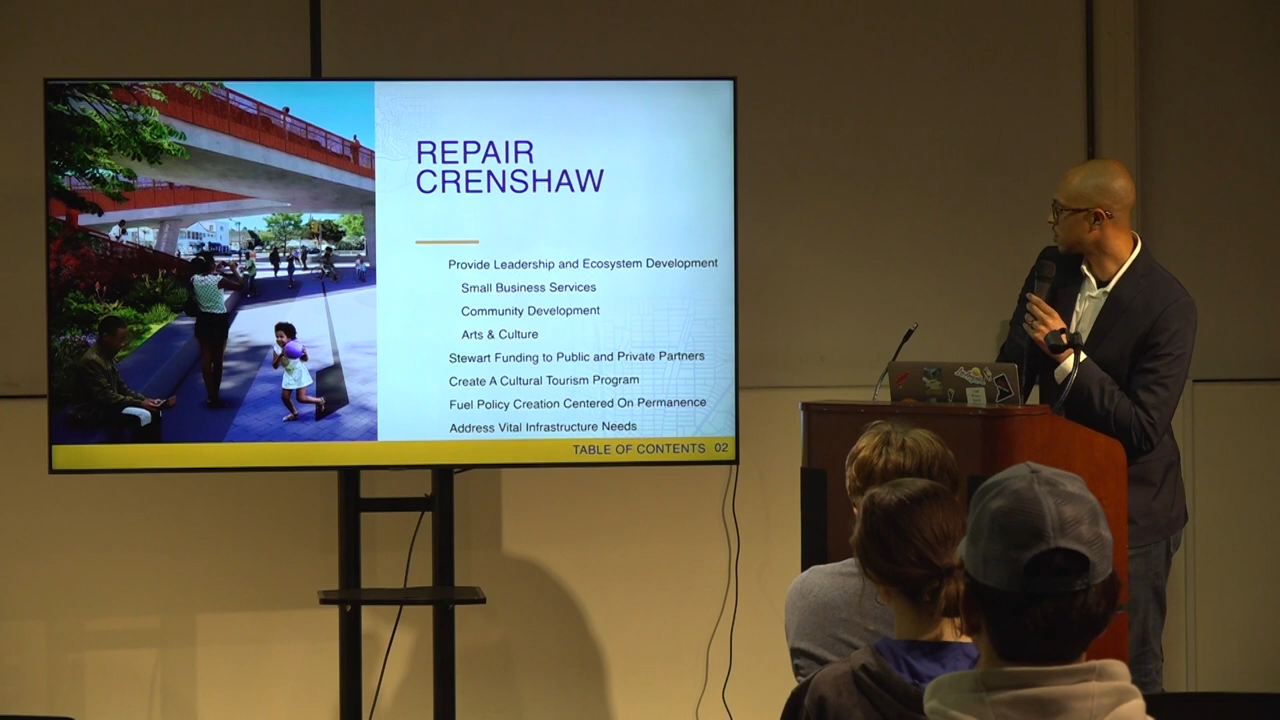 REPAIR
CRENSHAW
Provide Leadership and Ecosystem Development
Small Business Services
Community Development
Arts & Culture
Stewart Funding to Public and Private Partners
Create A Cultural Tourism Program
Fuel Policy Creation Centered On Permanence
Address Vital Infrastructure Needs
TABLE OF CONTENTS 02